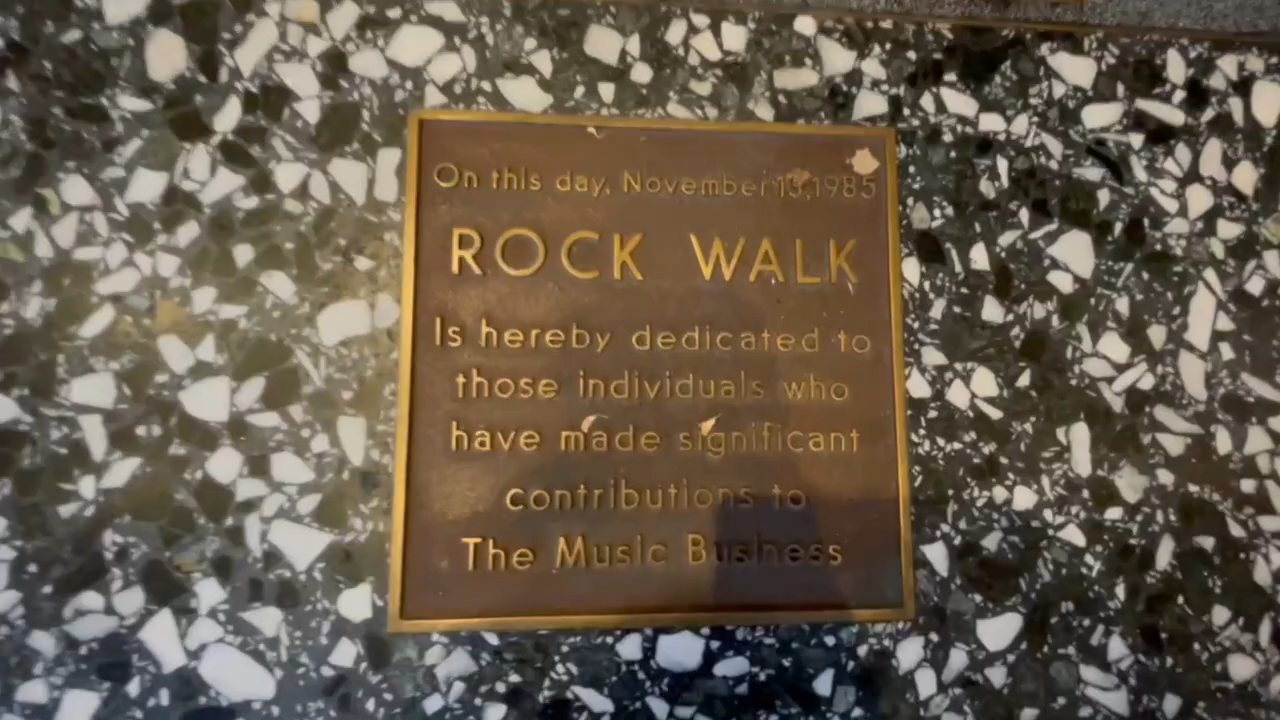 On this day, November 13, 1985
ROCK WALK
Is hereby dedicated to
those individuals who
have made significant
contributions to
The Music Business